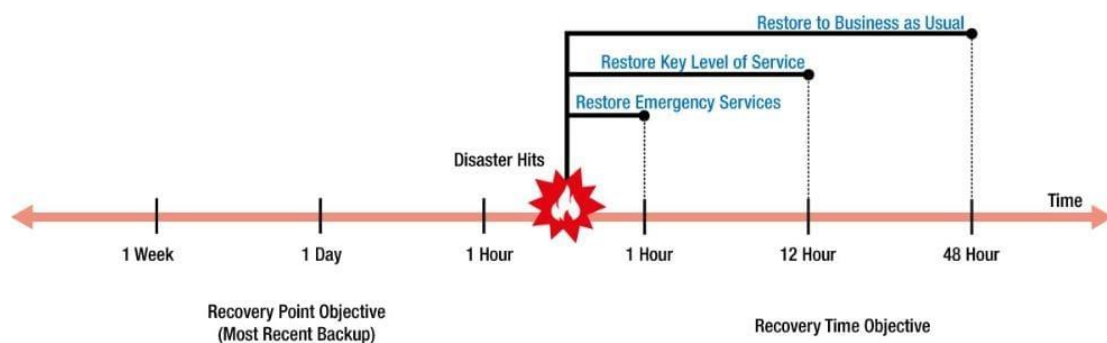 Restore to Business as Usual
Restore Key Level of Service
Restore Emergency Services
Disaster Hits
Time
1 Week
1 Day
1 Hour
1 Hour
12 Hour
48 Hour
Recovery Point Objective
(Most Recent Backup)
Recovery Time Objective